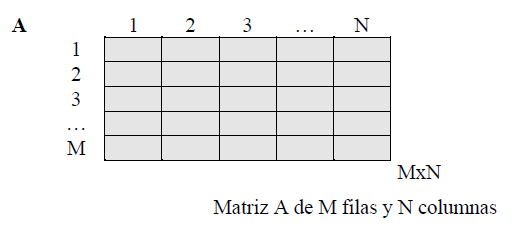 A 1 2 3 … N
1
2
3
…
M
MxN
Matriz A de M filas y N columnas